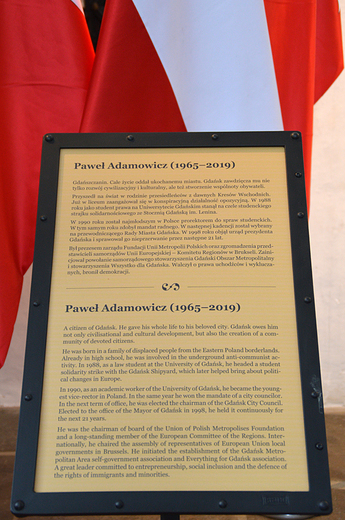 Paweł Adamowicz (1965–2019)
Gdańszczanin. Całe życie oddał ukochanemu miastu. Gdańsk zawdzięcza mu nie
tylko rozwój cywilizacyjny i kulturalny, ale też stworzenie wspólnoty obywateli.
Przyszedł na świat w rodzinie przesiedleńców z dawnych Kresów Wschodnich.
Już w liceum zaangażował się w konspiracyjną działalność opozycyjną. W 1988
roku jako student prawa na Uniwersytecie Gdańskim stanął na czele studenckiego
strajku solidarnościowego ze Stocznią Gdańską im. Lenina.
W 1990 roku został najmłodszym w Polsce prorektorem do spraw studenckich.
W tym samym roku zdobył mandat radnego. W następnej kadencji został wybrany
na przewodniczącego Rady Miasta Gdańska. W 1998 roku objął urząd prezydenta
Gdańska i sprawował go nieprzerwanie przez następne 21 lat.
Był prezesem zarządu Fundacji Unii Metropolii Polskich oraz zgromadzenia przed-
stawicieli samorządów Unii Europejskiej – Komitetu Regionów w Brukseli. Zaini-
cjował powołanie samorządowego stowarzyszenia Gdański Obszar Metropolitalny
i stowarzyszenia Wszystko dla Gdańska. Walczył o prawa uchodźców i wyklucza-
nych, bronił demokracji.
Paweł Adamowicz (1965–2019)
A citizen of Gdańsk. He gave his whole life to his beloved city. Gdańsk owes him
not only civilisational and cultural development, but also the creation of a com-
munity of devoted citizens.
He was born in a family of displaced people from the Eastern Poland borderlands.
Already in high school, he was involved in the underground anti-communist ac-
tivity. In 1988, as a law student at the University of Gdańsk, he headed a student
solidarity strike with the Gdańsk Shipyard, which later helped bring about politi-
cal changes in Europe.
In 1990, as an academic worker of the University of Gdańsk, he became the young-
est vice-rector in Poland. In the same year he won the mandate of a city councilor.
In the next term of office, he was elected the chairman of the Gdańsk City Council.
Elected to the office of the Mayor of Gdańsk in 1998, he held it continuously for
the next 21 years.
He was the chairman of the board of Union of Polish Metropolises Foundation
and a long-standing member of the European Committee of the Regions. Inter-
nationally, he chaired the assembly of representatives of European Union local
governments in Brussels. He initiated the establishment of the Gdańsk Metro-
politan Area self-government association and Everything for Gdańsk association.
A great leader committed to entrepreneurship, social inclusion and the defence of
the rights of immigrants and minorities.